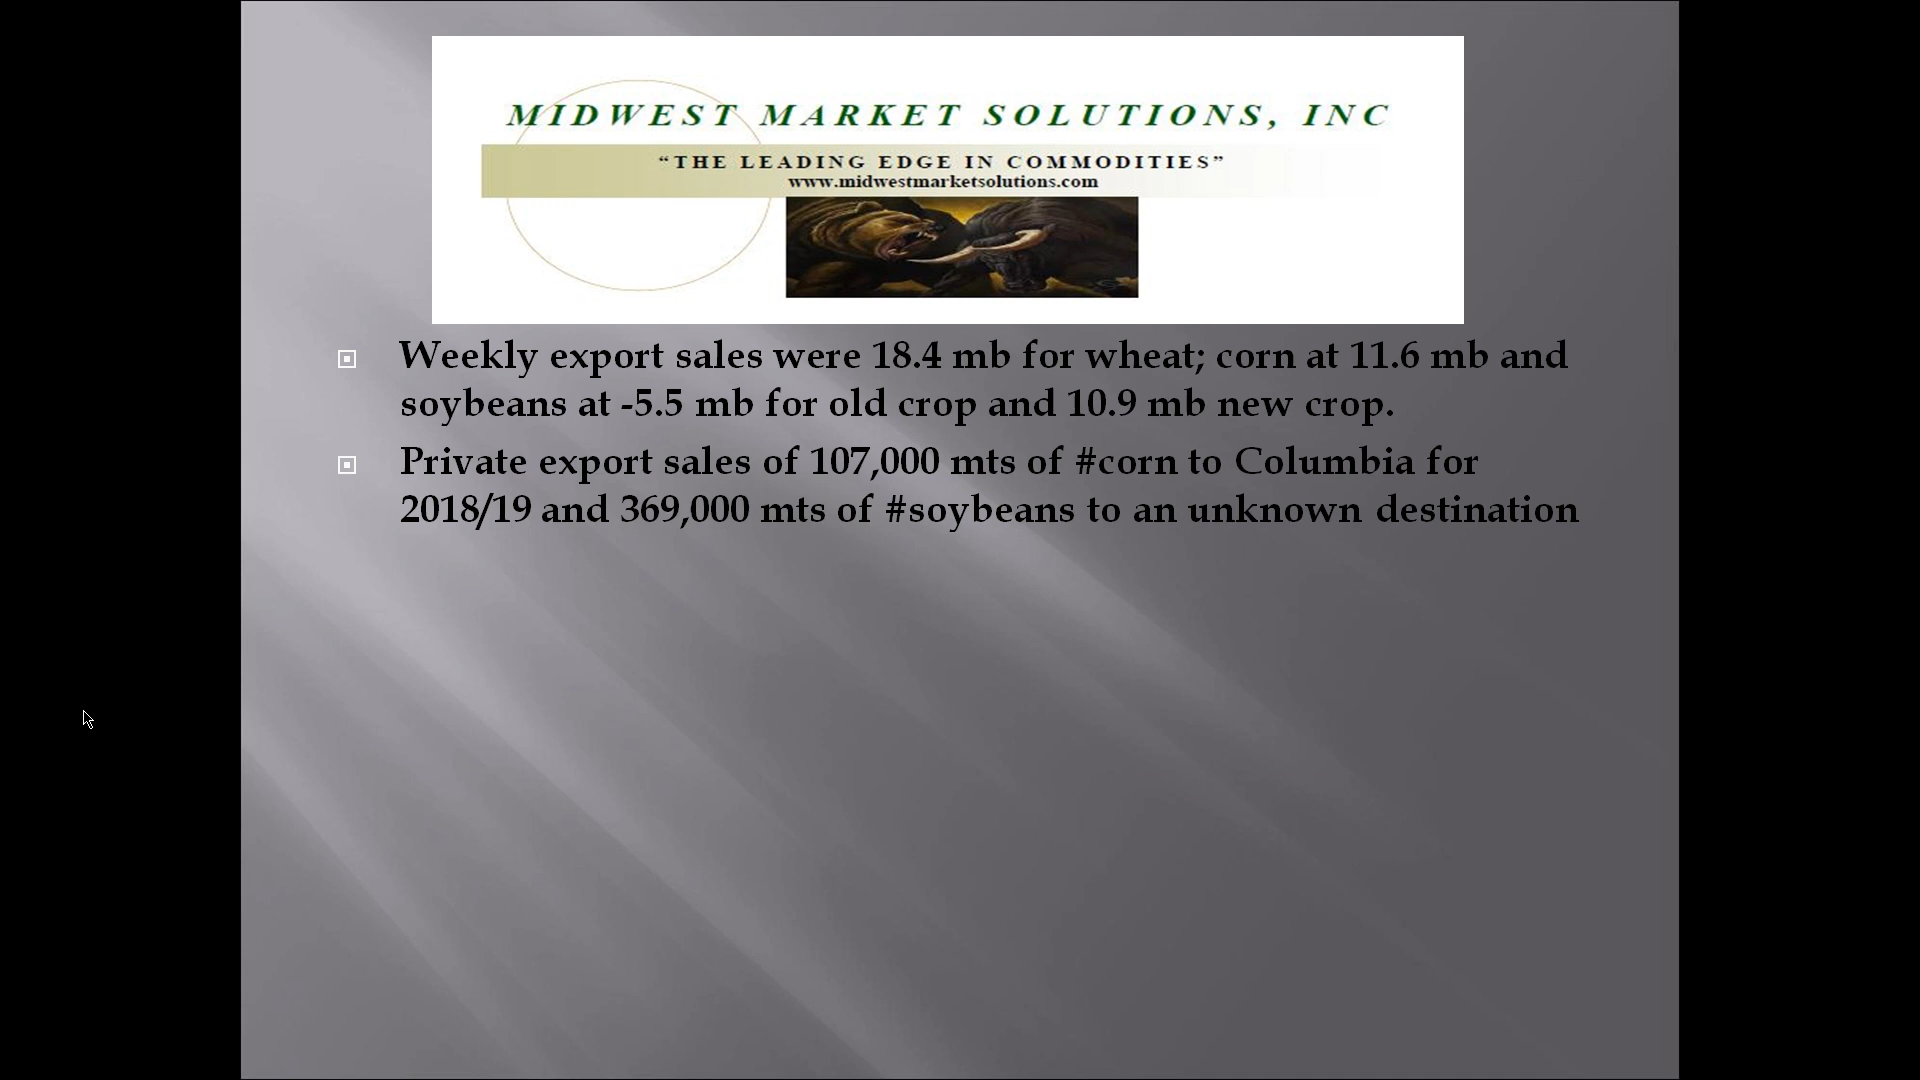 MIDWEST MARKET SOLUTIONS, INC
“THE LEADING EDGE IN COMMODITIES”
www.midwestmarketsolutions.com
Weekly export sales were 18.4 mb for wheat; corn at 11.6 mb and
soybeans at -5.5 mb for old crop and 10.9 mb new crop.
Private export sales of 107,000 mts of #corn to Columbia for
2018/19 and 369,000 mts of #soybeans to an unknown destination